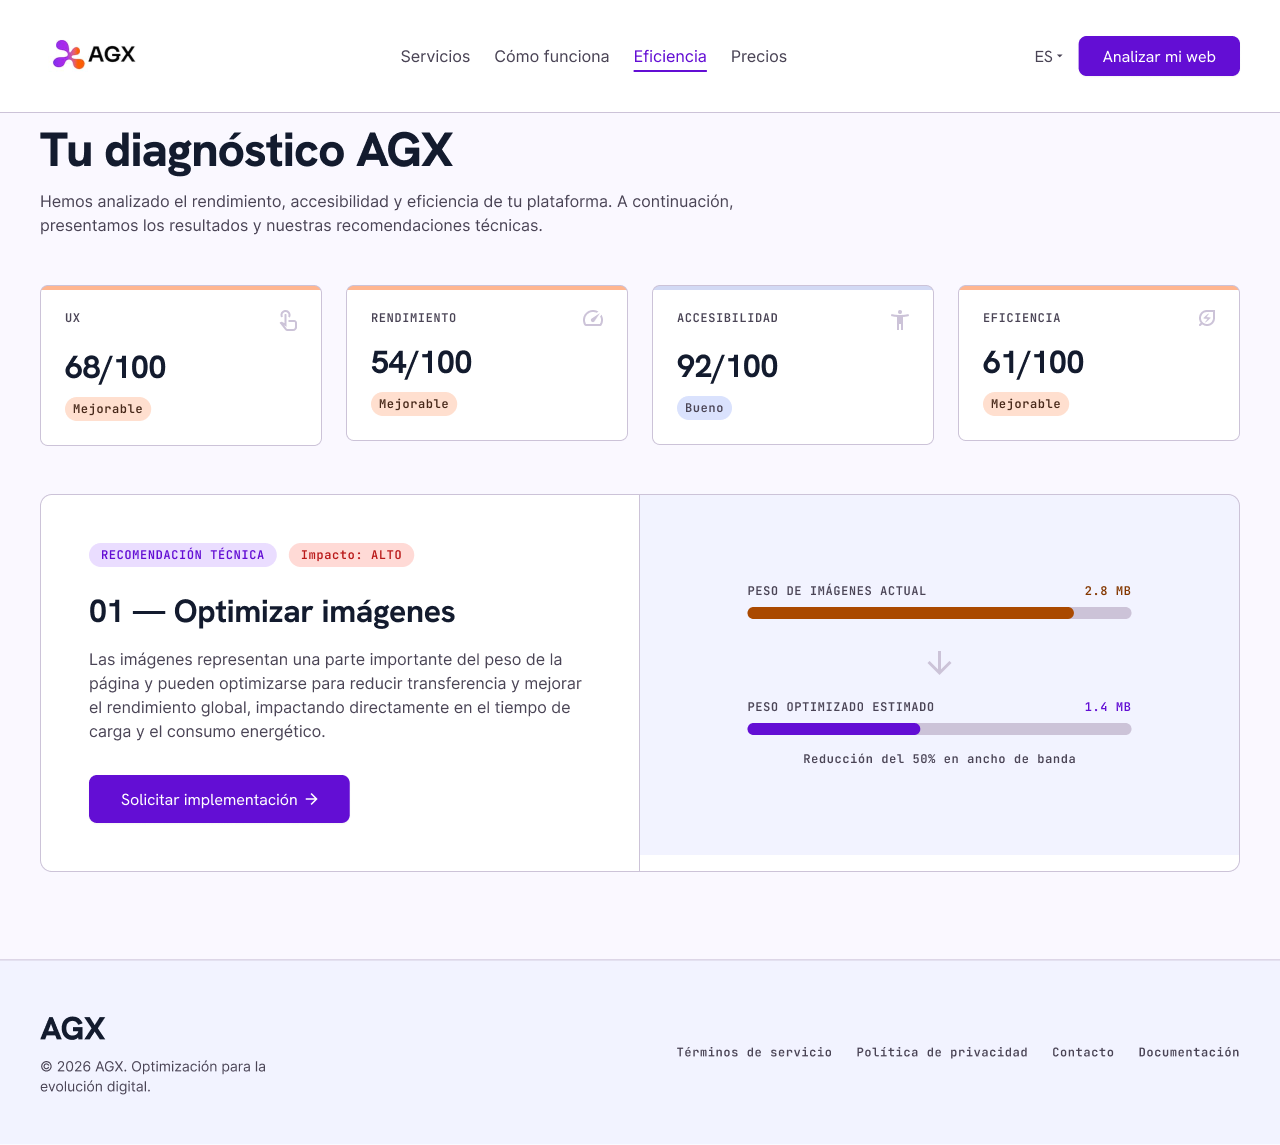 AGX
Servicios
Cómo funciona
Eficiencia
Precios
ES
Analizar mi web
Tu diagnóstico AGX
Hemos analizado el rendimiento, accesibilidad y eficiencia de tu plataforma. A continuación,
presentamos los resultados y nuestras recomendaciones técnicas.
UX
68/100
Mejorable
RENDIMIENTO
54/100
Mejorable
ACCESIBILIDAD
92/100
Bueno
EFICIENCIA
61/100
Mejorable
RECOMENDACIÓN TÉCNICA
Impacto: ALTO
01 — Optimizar imágenes
Las imágenes representan una parte importante del peso de la
página y pueden optimizarse para reducir transferencia y mejorar
el rendimiento global, impactando directamente en el tiempo de
carga y el consumo energético.
Solicitar implementación →
PESO DE IMÁGENES ACTUAL
2.8 MB
PESO OPTIMIZADO ESTIMADO
1.4 MB
Reducción del 50% en ancho de banda
AGX
© 2026 AGX. Optimización para la
evolución digital.
Términos de servicio
Política de privacidad
Contacto
Documentación